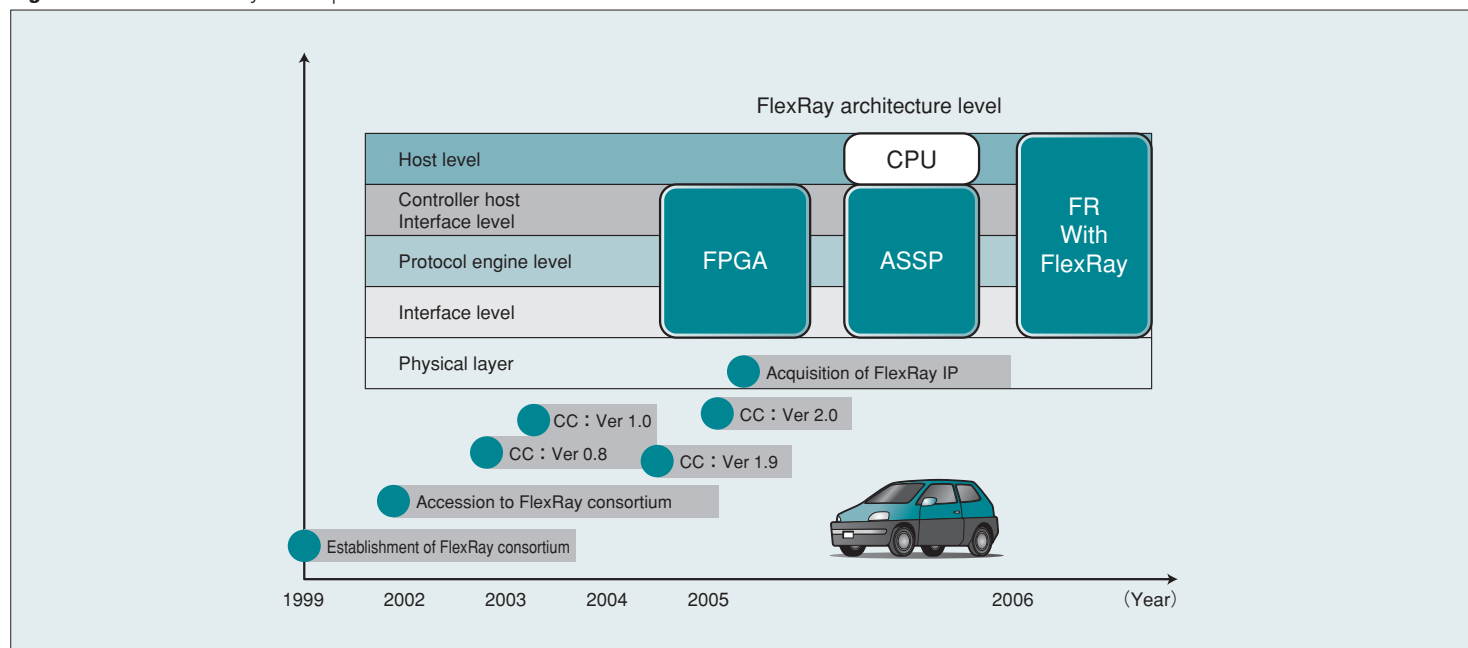 FlexRay architecture level
Host level
CPU
Controller host
Interface level
Protocol engine level
Interface level
Physical layer
FPGA
ASSP
FR
With
FlexRay
Acquisition of FlexRay IP
CC：Ver 1.0
CC：Ver 2.0
CC：Ver 0.8
CC：Ver 1.9
Accession to FlexRay consortium
Establishment of FlexRay consortium
1999 2002 2003 2004 2005 2006 （Year）